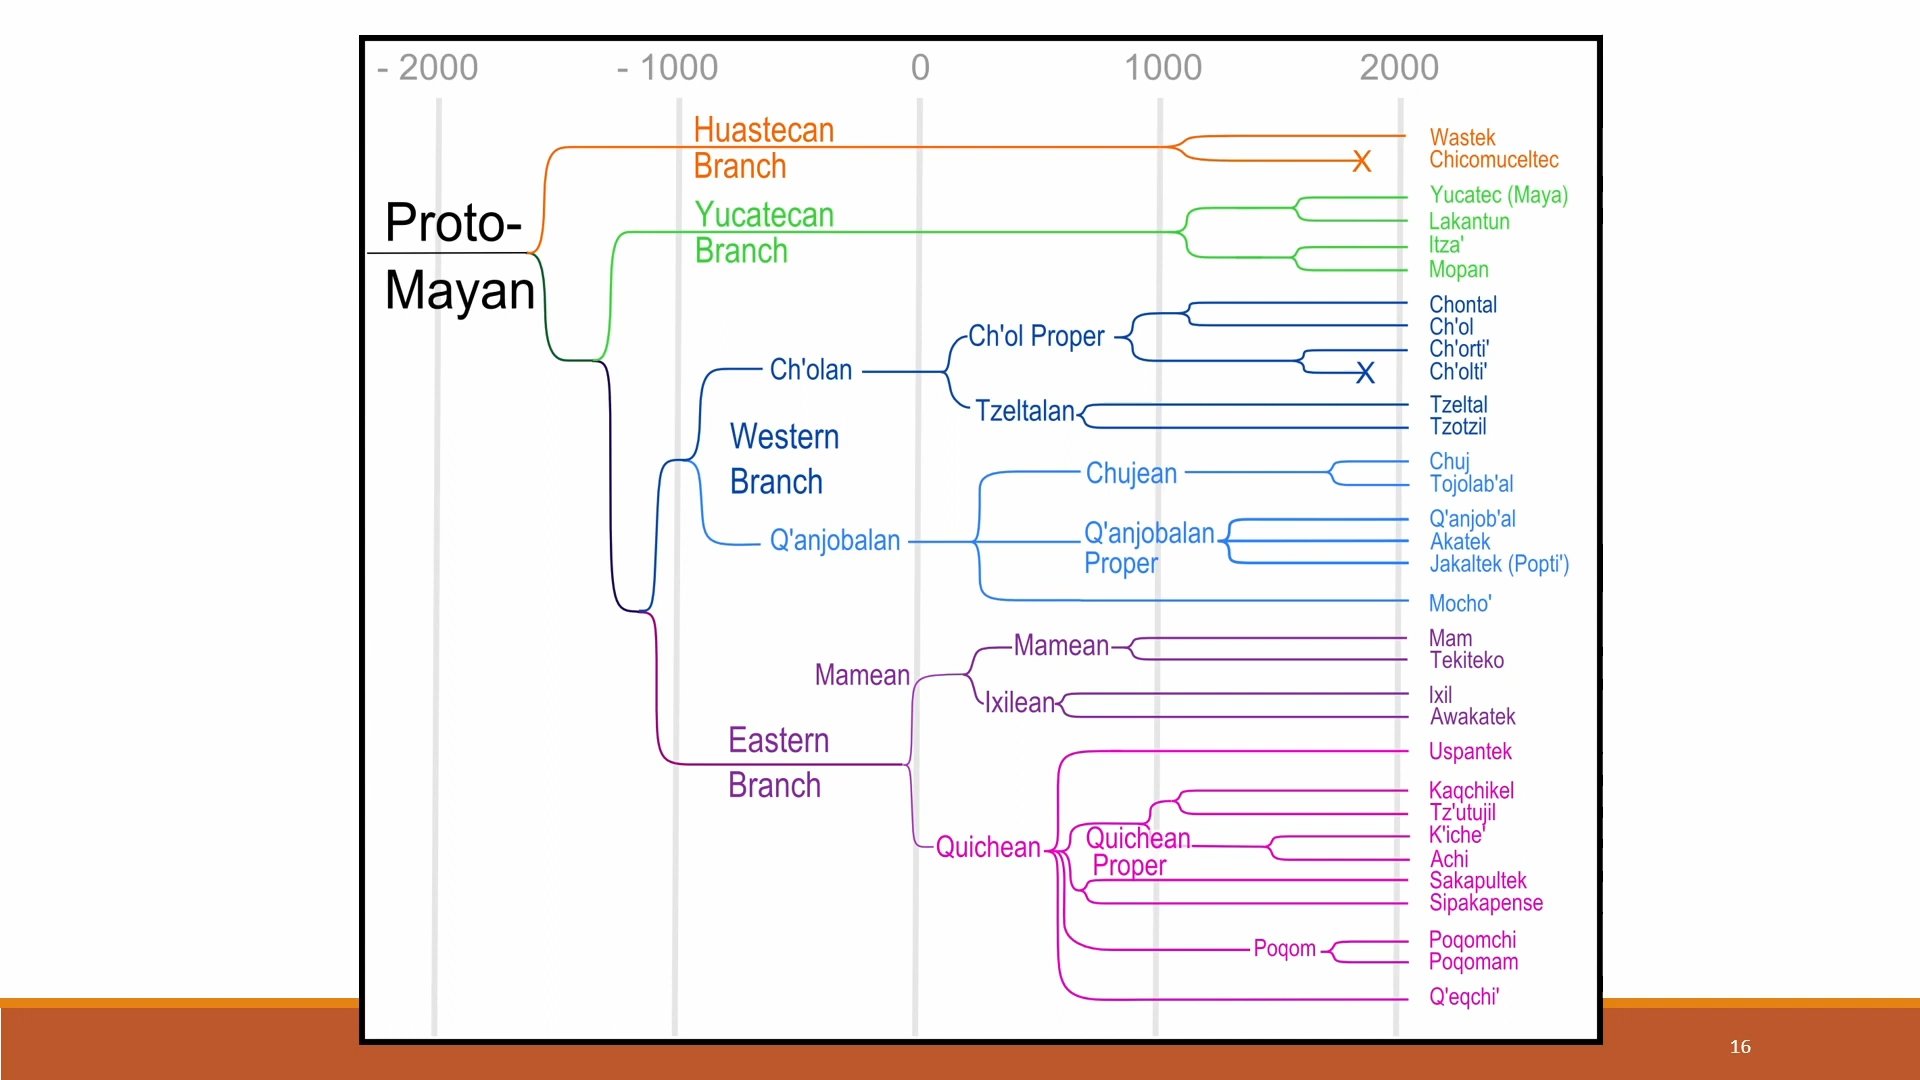 - 2000
- 1000
0
1000
2000
Huastecan
Branch
Wastek
Chicomuceltec
X
Yucatecan
Branch
Yucatec (Maya)
Lakantun
Itza'
Mopan
Proto-
Mayan
Ch'olan
Ch'ol Proper
Chontal
Ch'ol
Ch'orti'
Ch'olti'
X
Tzeltalan
Tzeltal
Tzotzil
Western
Branch
Q'anjobalan
Chujean
Chuj
Tojolab'al
Q'anjobalan
Proper
Q'anjob'al
Akatek
Jakaltek (Popti')
Mocho'
Mamean
Mamean
Mam
Tekiteko
Ixilean
Ixil
Awakatek
Eastern
Branch
Quichean
Uspantek
Quichean
Proper
Kaqchikel
Tz'utujil
K'iche'
Achi
Sakapultek
Sipakapense
Poqom
Poqomchi
Poqomam
Q'eqchi'
16